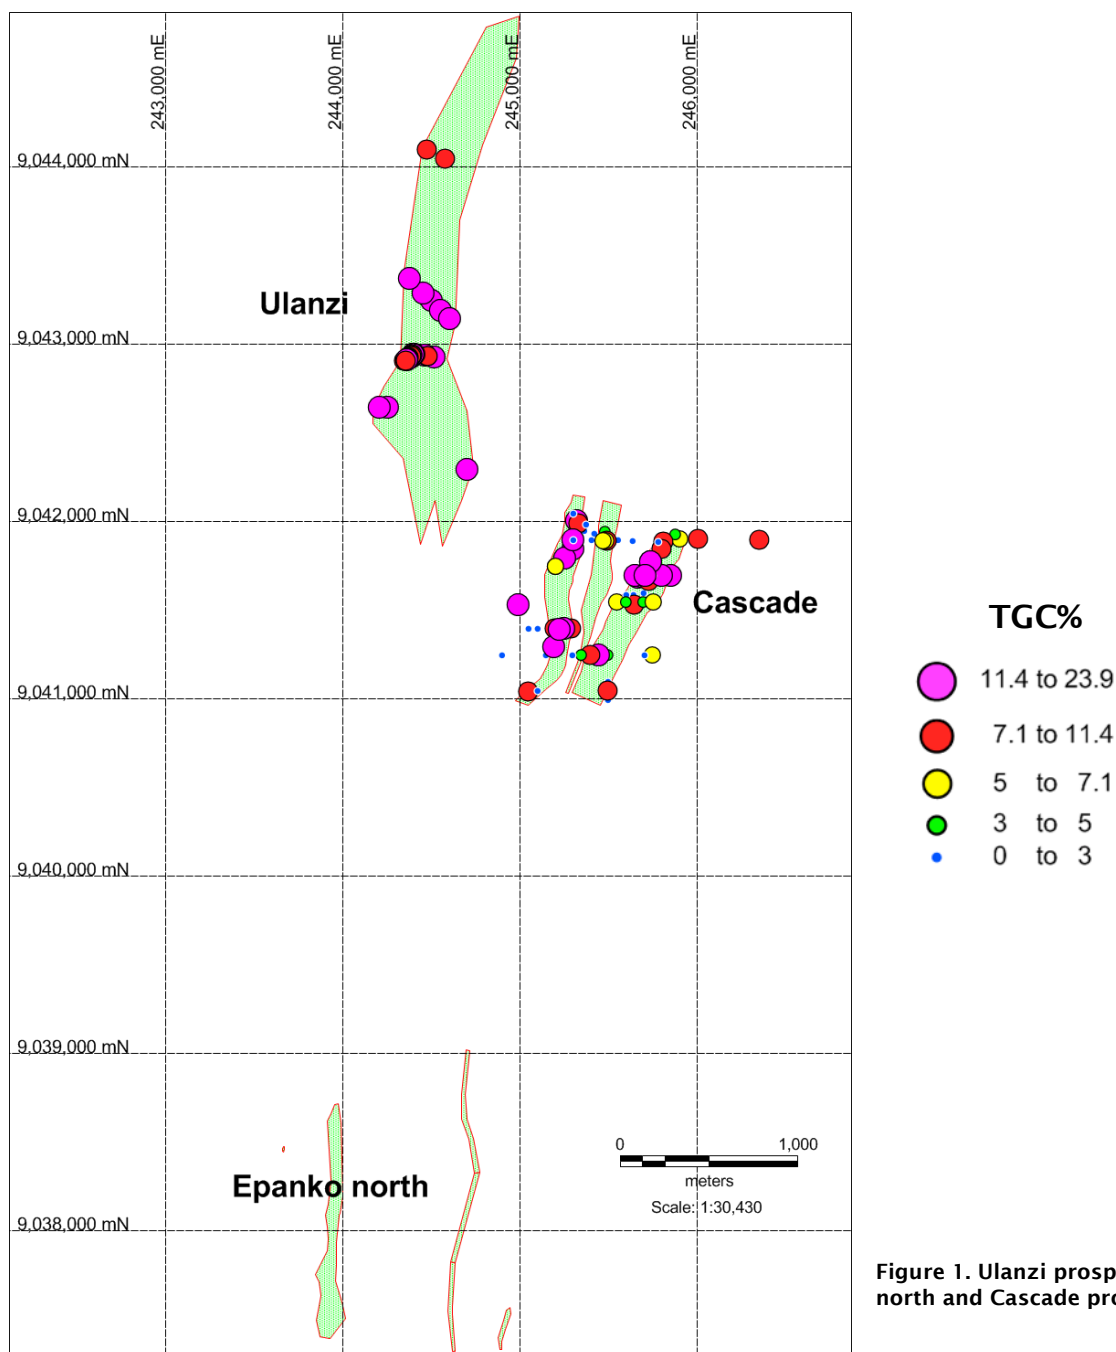 243,000 mE
244,000 mE
245,000 mE
246,000 mE
9,044,000 mN
Ulanzi
9,043,000 mN
9,042,000 mN
Cascade
9,041,000 mN
TGC%
11.4 to 23.9
7.1 to 11.4
5 to 7.1
3 to 5
0 to 3
9,040,000 mN
9,039,000 mN
0 1,000
meters
Scale: 1:30,430
Epanko north
9,038,000 mN
Figure 1. Ulanzi prosp
north and Cascade pro